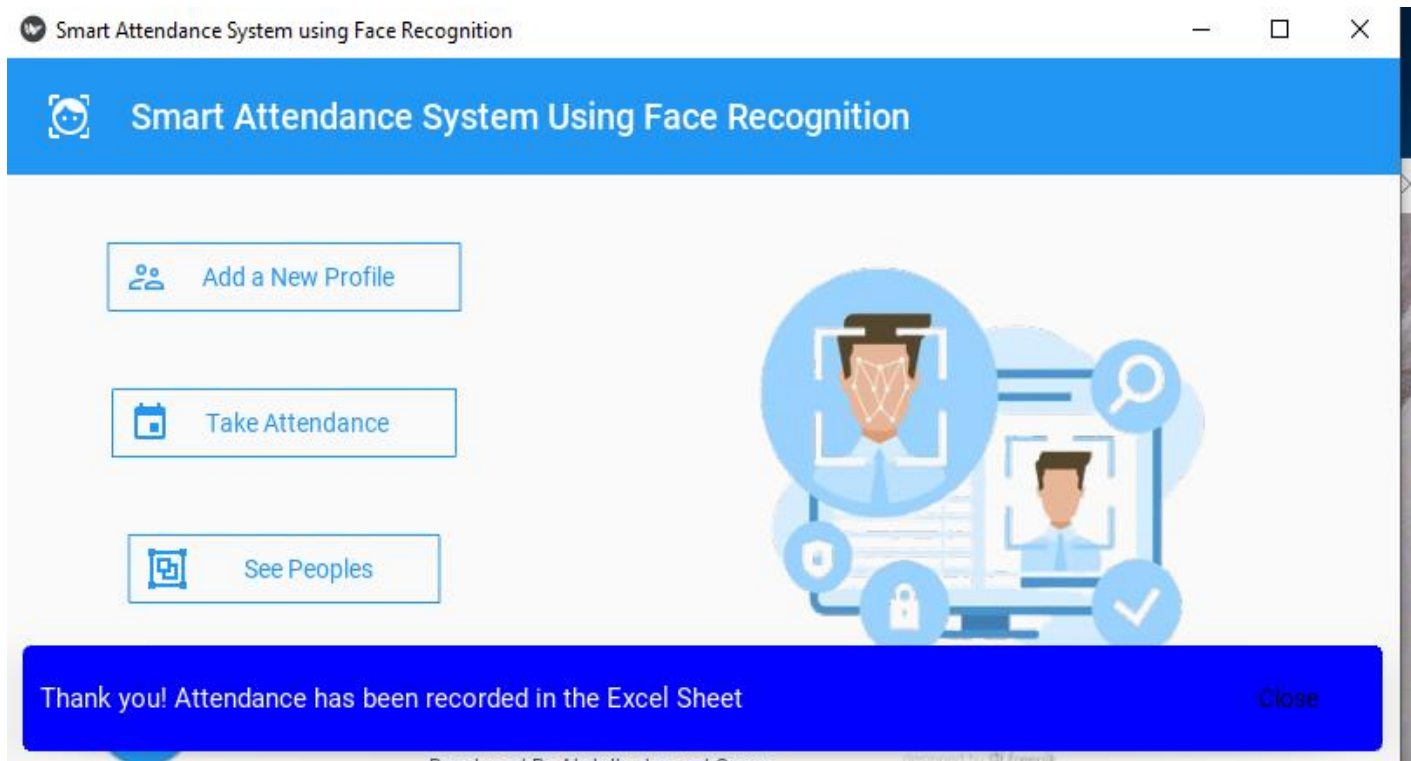 Smart Attendance System using Face Recognition
Smart Attendance System Using Face Recognition
Add a New Profile
Take Attendance
See Peoples
Thank you! Attendance has been recorded in the Excel Sheet
Close